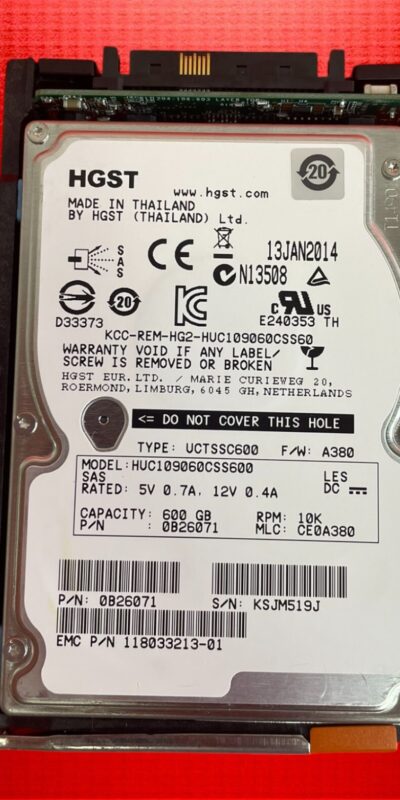 HGST
www.hgst.com
20
MADE IN THAILAND
BY HGST (THAILAND) Ltd.
SAS
CE
13JAN2014
N13508
20
D33373
c UR US
E240353 TH
KCC-REM-HG2-HUC109060CSS60
WARRANTY VOID IF ANY LABEL/
SCREW IS REMOVED OR BROKEN
HGST EUR.LTD. / MARIE CURIEWEG 20,
ROERMOND, LIMBURG, 6045 GH, NETHERLANDS
<= DO NOT COVER THIS HOLE
TYPE: UCTSSC600 F/W: A380
MODEL:HUC109060CSS600
SAS LES
RATED: 5V 0.7A, 12V 0.4A DC
CAPACITY: 600 GB RPM: 10K
P/N : 0B26071 MLC: CE0A380
P/N: 0B26071 S/N: KSJM519J
EMC P/N 118033213-01